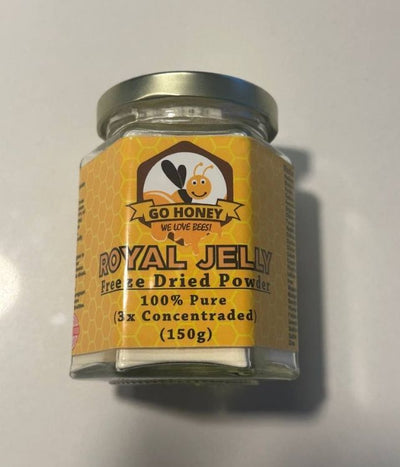 GO HONEY
WE LOVE BEES!
ROYAL JELLY
Freeze Dried Powder
100% Pure
(3x Concentraded)
(150g)